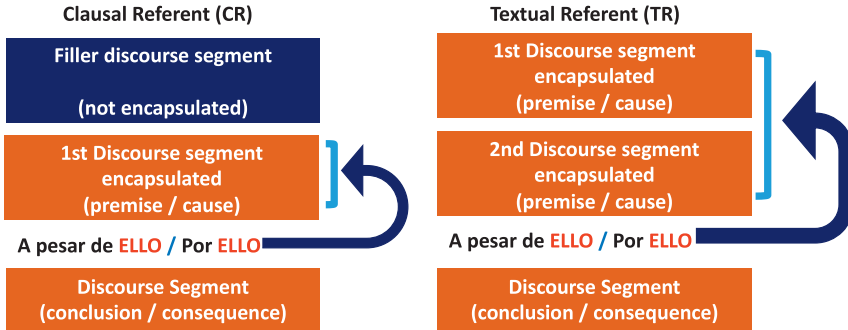 Clausal Referent (CR)
Filler discourse segment
(not encapsulated)
1st Discourse segment
encapsulated
(premise / cause)
A pesar de ELLO / Por ELLO
Discourse Segment
(conclusion / consequence)
Textual Referent (TR)
1st Discourse segment
encapsulated
(premise / cause)
2nd Discourse segment
encapsulated
(premise / cause)
A pesar de ELLO / Por ELLO
Discourse Segment
(conclusion / consequence)